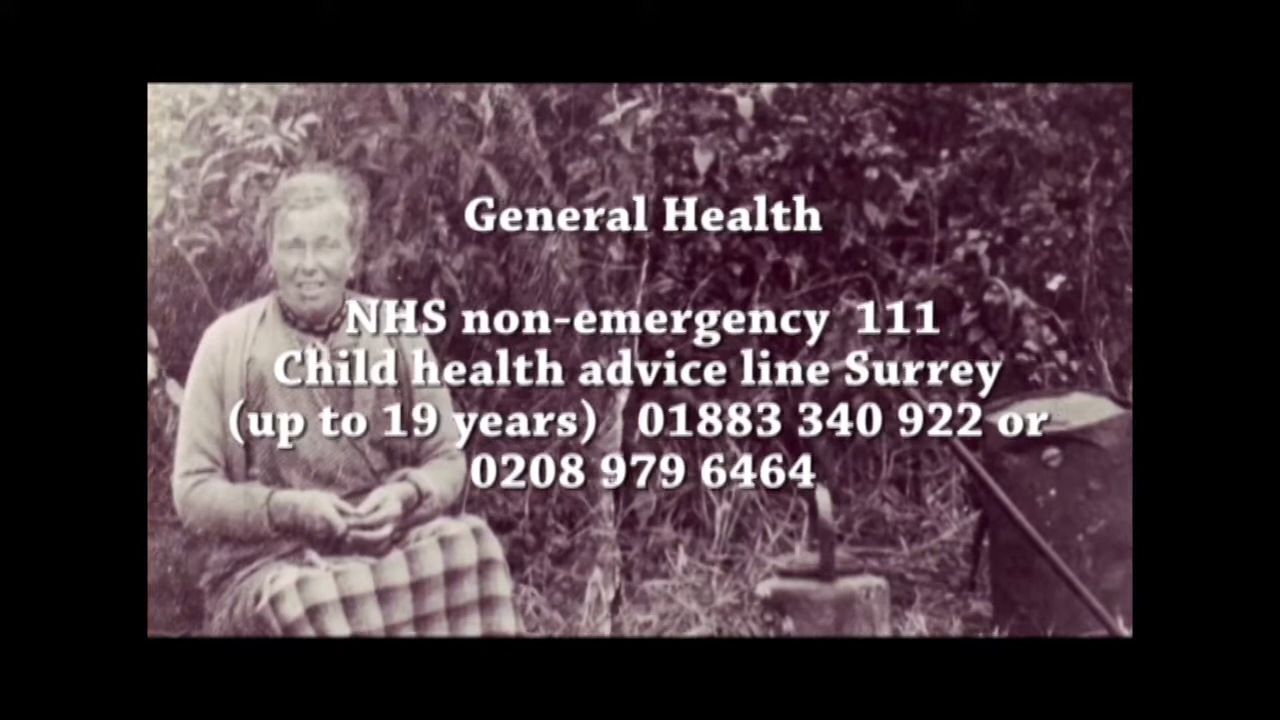 General Health
NHS non-emergency 111
Child health advice line Surrey
(up to 19 years) 01883 340 922 or
0208 979 6464